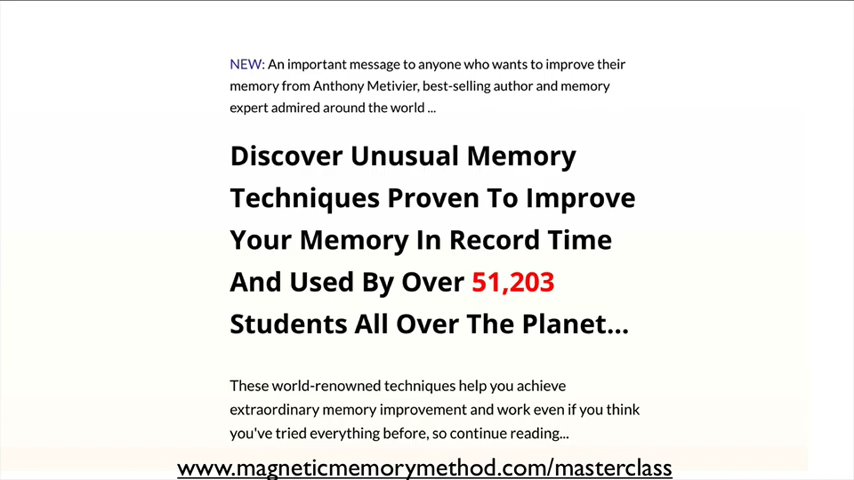 NEW: An important message to anyone who wants to improve their
memory from Anthony Metivier, best-selling author and memory
expert admired around the world ...
Discover Unusual Memory
Techniques Proven To Improve
Your Memory In Record Time
And Used By Over 51,203
Students All Over The Planet...
These world-renowned techniques help you achieve
extraordinary memory improvement and work even if you think
you've tried everything before, so continue reading...
www.magneticmemorymethod.com/masterclass